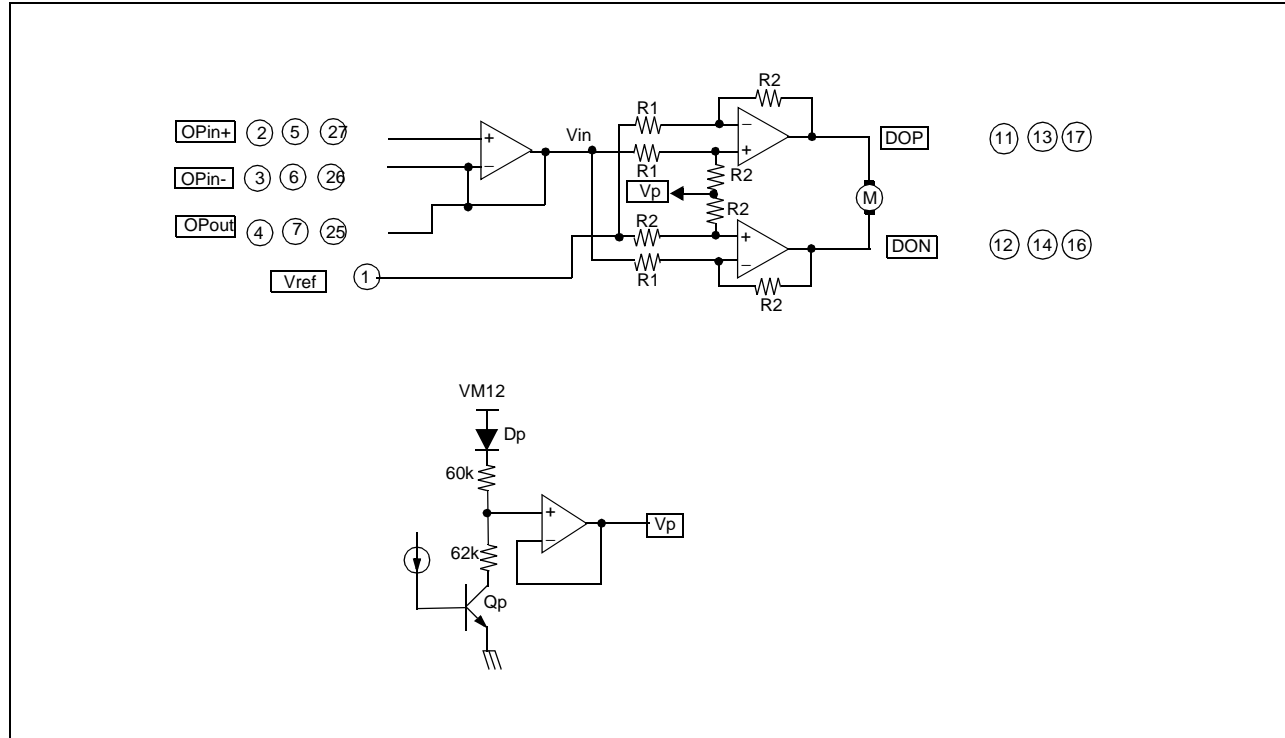 R2
R1
OPin+ 2 5 27
+
−
Vin
R1
−
+
R2
DOP 11 13 17
OPin- 3 6 26
Vp
M
OPout 4 7 25
R2
R2
+
−
DON 12 14 16
Vref 1
R1
R2
VM12
Dp
60k
+
−
Vp
62k
Qp